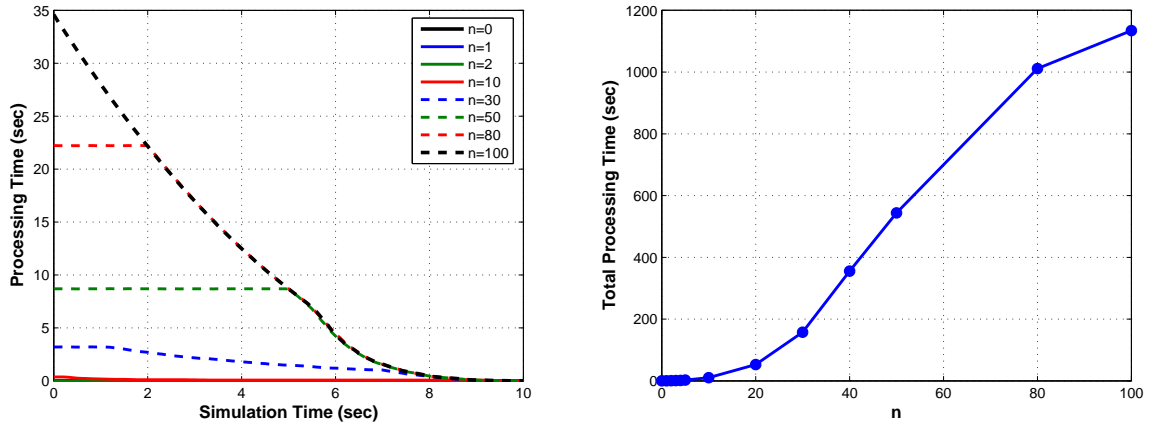 35
30
25
20
15
10
5
0
0 2 4 6 8 10
Processing Time (sec)
Simulation Time (sec)
n=0
n=1
n=2
n=10
n=30
n=50
n=80
n=100
1200
1000
800
600
400
200
0
0 20 40 60 80 100
Total Processing Time (sec)
n